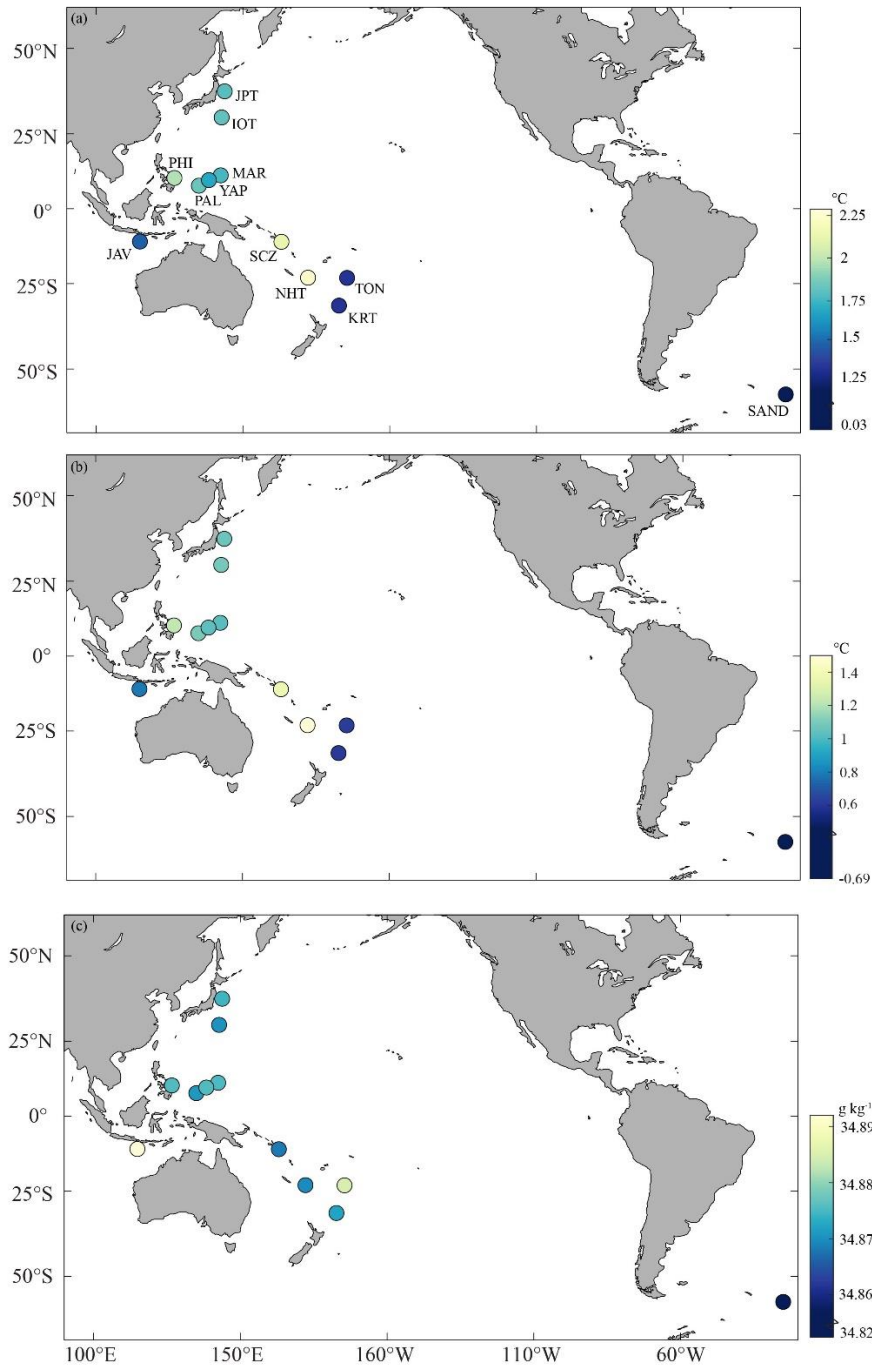 (a)
50°N
25°N
0°
25°S
50°S
JPT
IOT
PHI
MAR
YAP
PAL
JAV
SCZ
NHT
TON
KRT
SAND
°C
2.25
2
1.75
1.5
1.25
0.03
(b)
50°N
25°N
0°
25°S
50°S
°C
1.4
1.2
1
0.8
0.6
-0.69
(c)
50°N
25°N
0°
25°S
50°S
g kg⁻¹
34.89
34.88
34.87
34.86
34.82
100°E
150°E
160°W
110°W
60°W